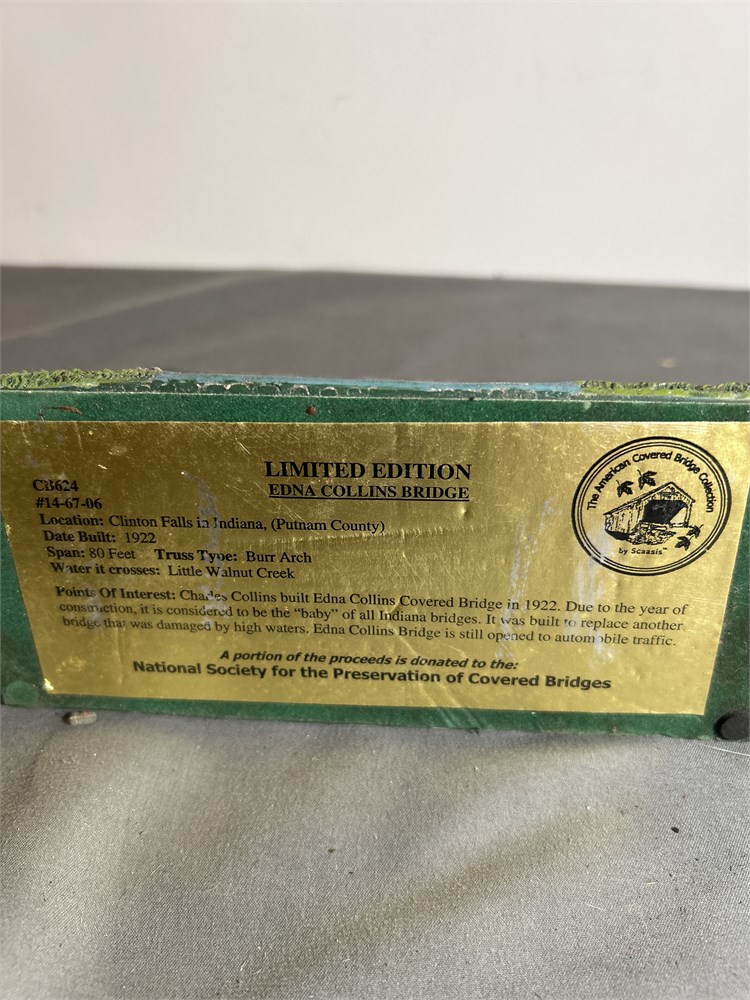 LIMITED EDITION
EDNA COLLINS BRIDGE
CB624
#14-67-06
Location: Clinton Falls in Indiana, (Putnam County)
Date Built: 1922
Span: 80 Feet Truss Type: Burr Arch
Water it crosses: Little Walnut Creek
Points Of Interest: Charles Collins built Edna Collins Covered Bridge in 1922. Due to the year of
construction, it is considered to be the "baby" of all Indiana bridges. It was built to replace another
bridge that was damaged by high waters. Edna Collins Bridge is still opened to automobile traffic.
A portion of the proceeds is donated to the:
National Society for the Preservation of Covered Bridges
The American Covered Bridge Collection
by Scaasis™